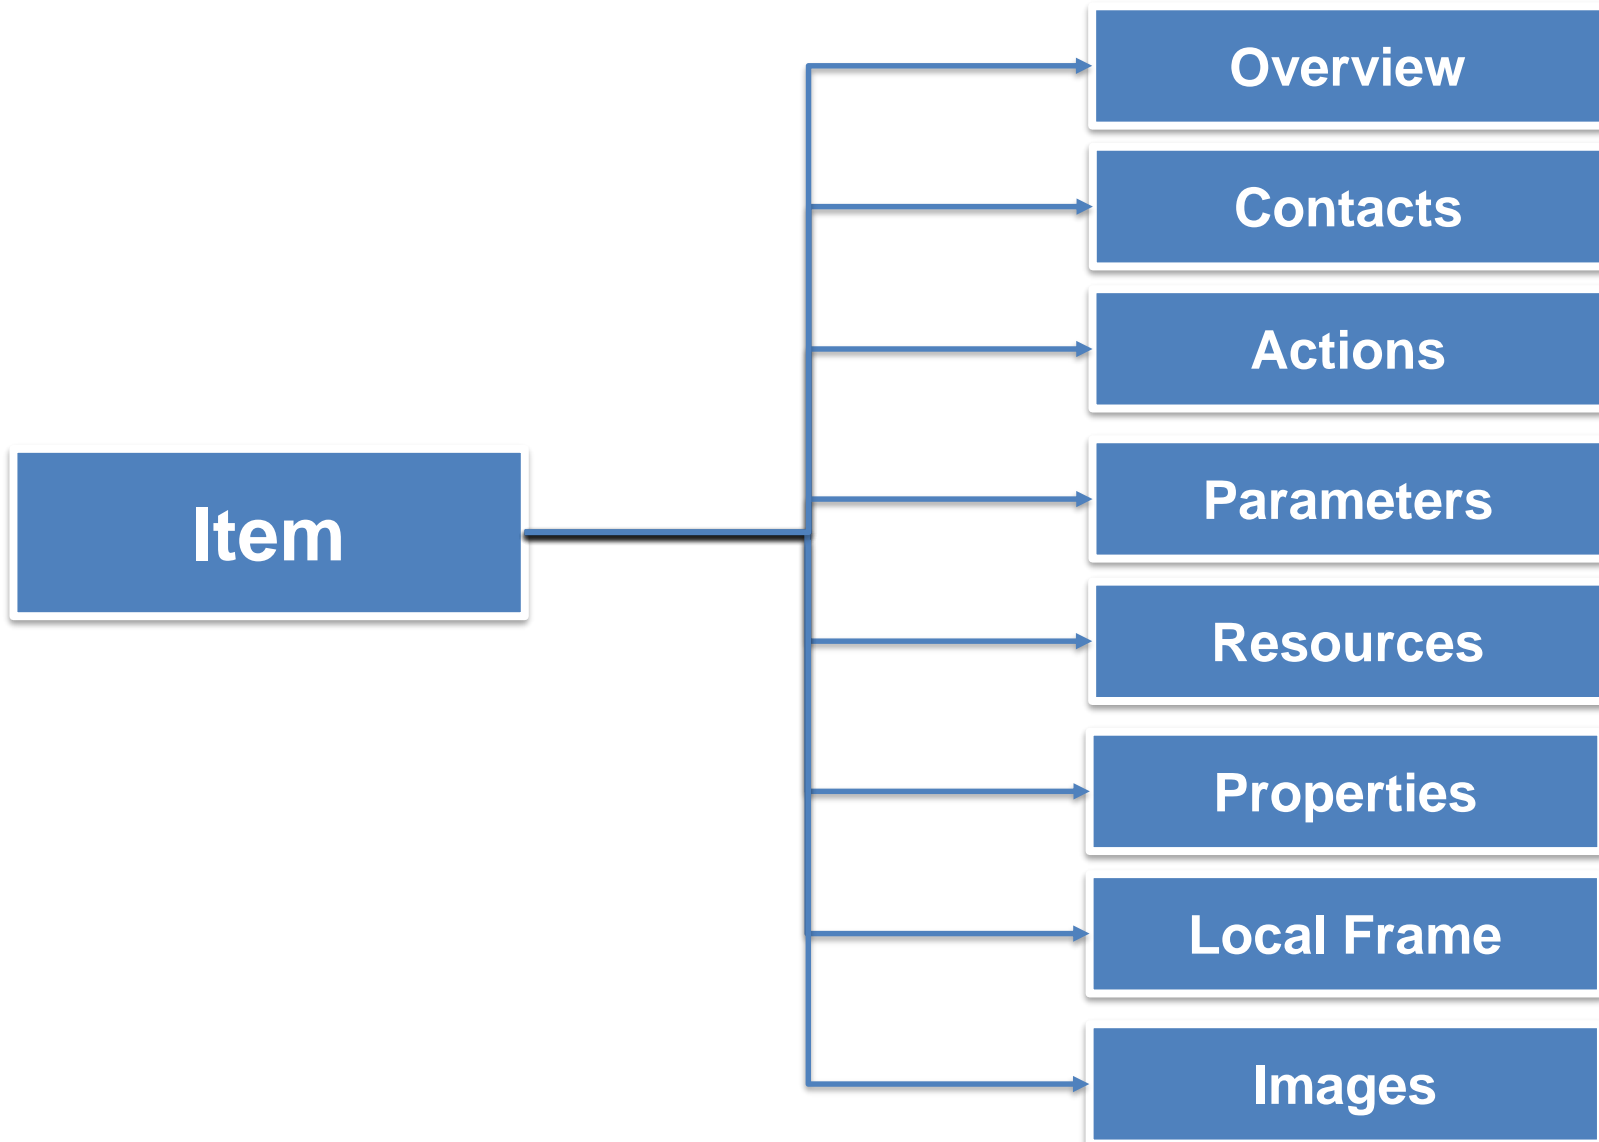 Overview
Contacts
Actions
Parameters
Item
Resources
Properties
Local Frame
Images